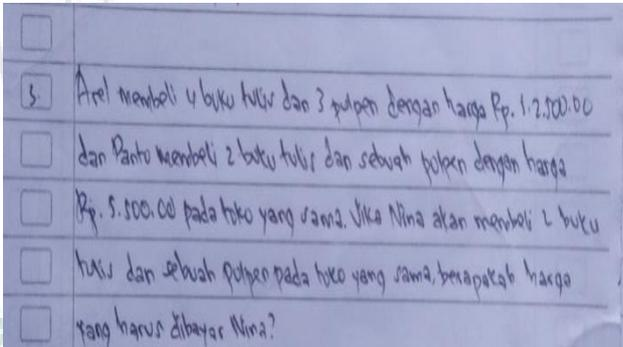 3. Arel membeli 4 buku tulis dan 3 pulpen dengan harga Rp. 12.500.00
dan Panto membeli 2 buku tulis dan sebuah pulpen dengan harga
Rp. 5.500.00 pada toko yang sama. Jika Nina akan membeli 2 buku
tulis dan sebuah pulpen pada toko yang sama, berapakah harga
yang harus dibayar Nina?